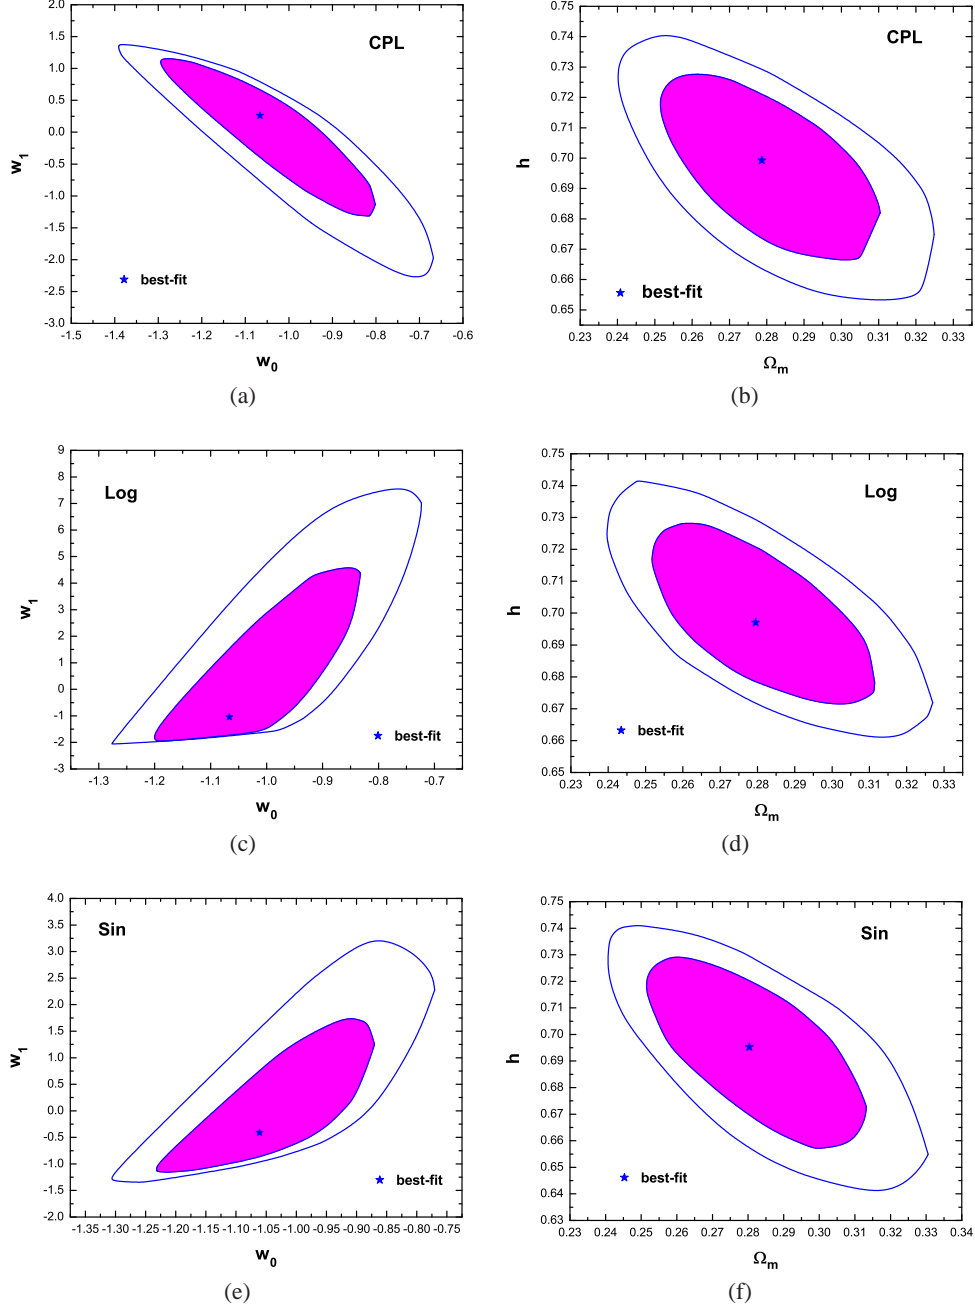 2.0
1.5
1.0
0.5
0.0
-0.5
-1.0
-1.5
-2.0
-2.5
-3.0
w1
CPL
best-fit
-1.5 -1.4 -1.3 -1.2 -1.1 -1.0 -0.9 -0.8 -0.7 -0.6
w0
(a)
0.75
0.74
0.73
0.72
0.71
0.70
0.69
0.68
0.67
0.66
0.65
h
CPL
best-fit
0.23 0.24 0.25 0.26 0.27 0.28 0.29 0.30 0.31 0.32 0.33
Ωm
(b)
9
8
7
6
5
4
3
2
1
0
-1
-2
-3
w1
Log
best-fit
-1.3 -1.2 -1.1 -1.0 -0.9 -0.8 -0.7
w0
(c)
0.75
0.74
0.73
0.72
0.71
0.70
0.69
0.68
0.67
0.66
0.65
h
Log
best-fit
0.23 0.24 0.25 0.26 0.27 0.28 0.29 0.30 0.31 0.32 0.33
Ωm
(d)
4.0
3.5
3.0
2.5
2.0
1.5
1.0
0.5
0.0
-0.5
-1.0
-1.5
-2.0
w1
Sin
best-fit
-1.35 -1.30 -1.25 -1.20 -1.15 -1.10 -1.05 -1.00 -0.95 -0.90 -0.85 -0.80 -0.75
w0
(e)
0.75
0.74
0.73
0.72
0.71
0.70
0.69
0.68
0.67
0.66
0.65
0.64
0.63
h
Sin
best-fit
0.23 0.24 0.25 0.26 0.27 0.28 0.29 0.30 0.31 0.32 0.33 0.34
Ωm
(f)